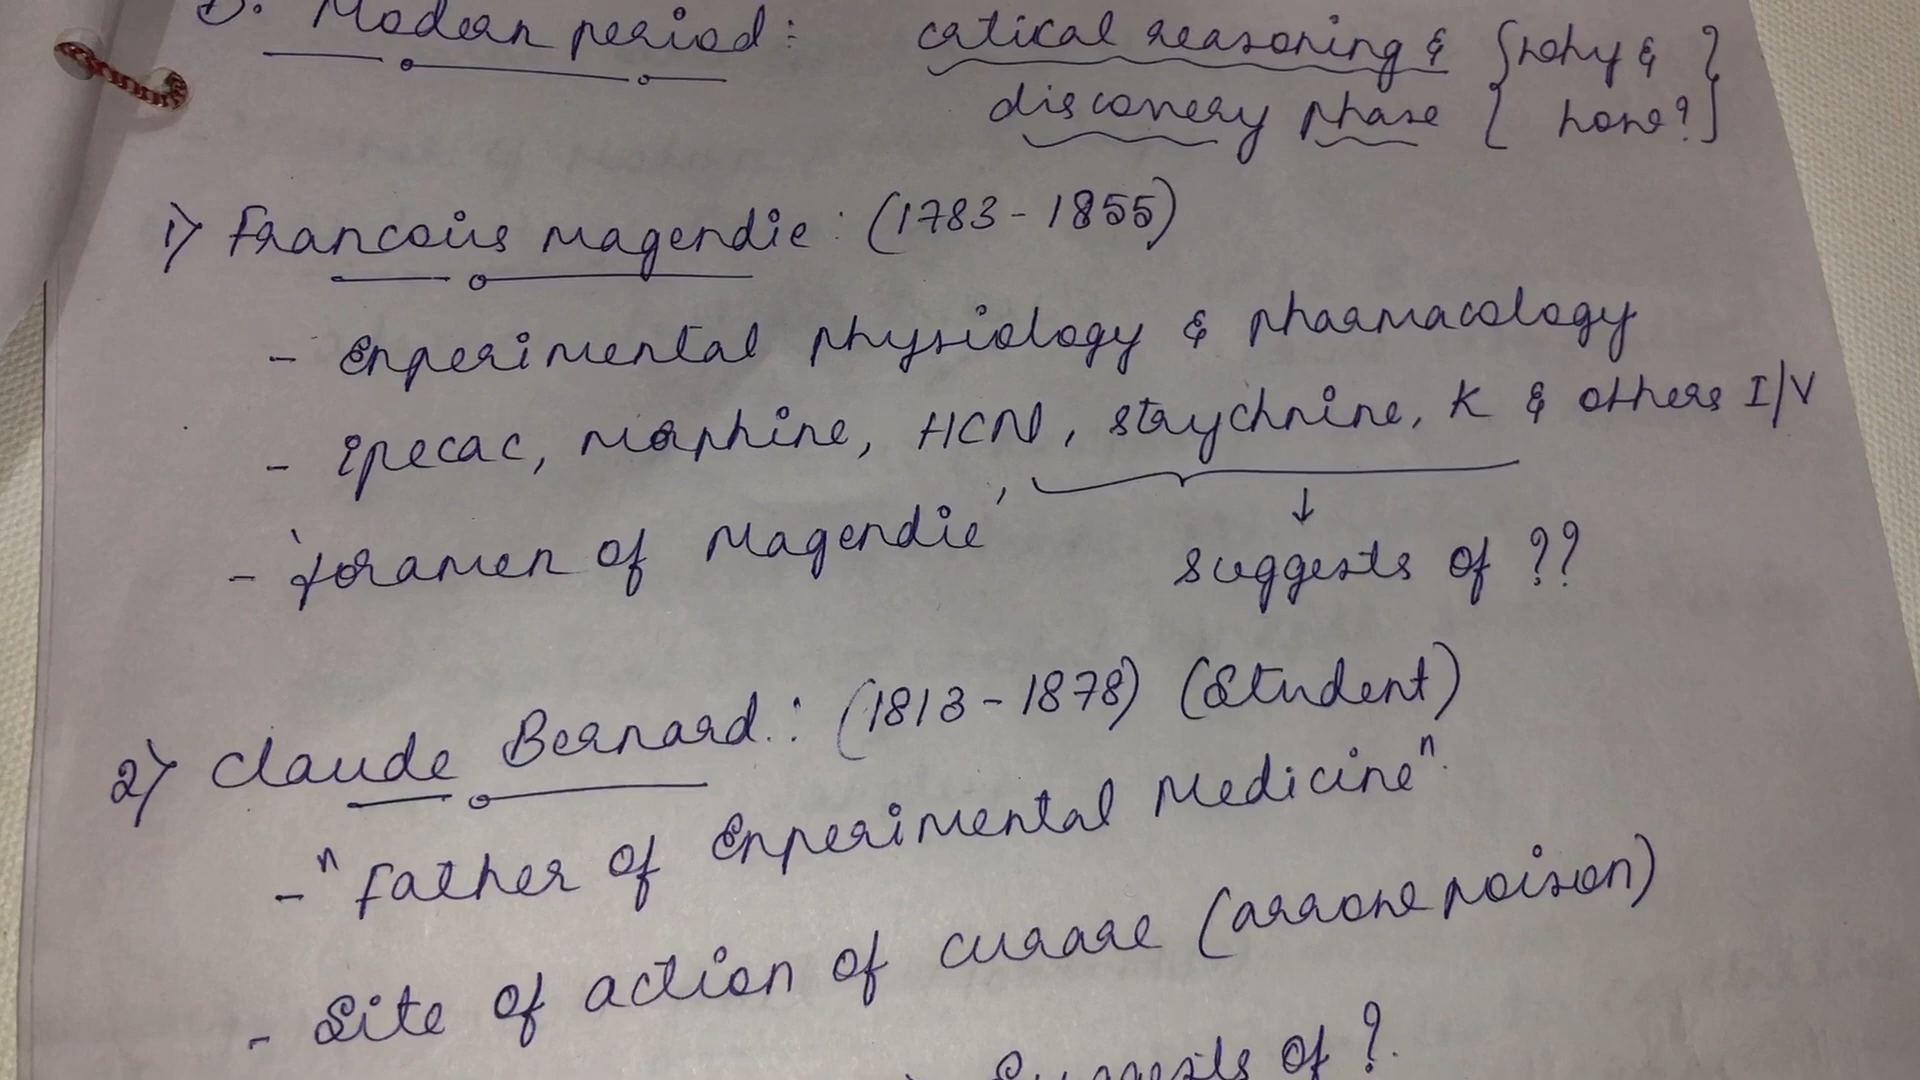 D. Modern period : critical reasoning & {why &}
discovery phase {how?}
1) Francois Magendie : (1783 - 1855)
- Experimental physiology & pharmacology
- Ipecac, Morphine, HCN, strychnine, K & others I/V
- 'foramen of Magendie' ↓ suggests of ??
2) Claude Bernard : (1813 - 1878) (Student)
- "father of Experimental Medicine".
- Site of action of curare (arrow poison)
Suggests of ?